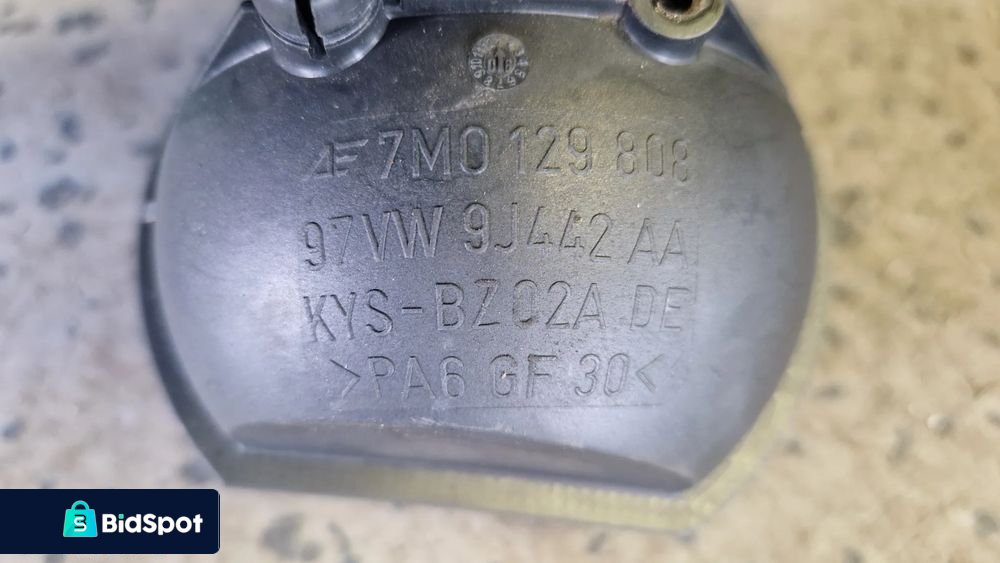 7M0 129 808
97VW 9J442 AA
KYS-BZ02A DE
>PA6 GF 30<
BidSpot